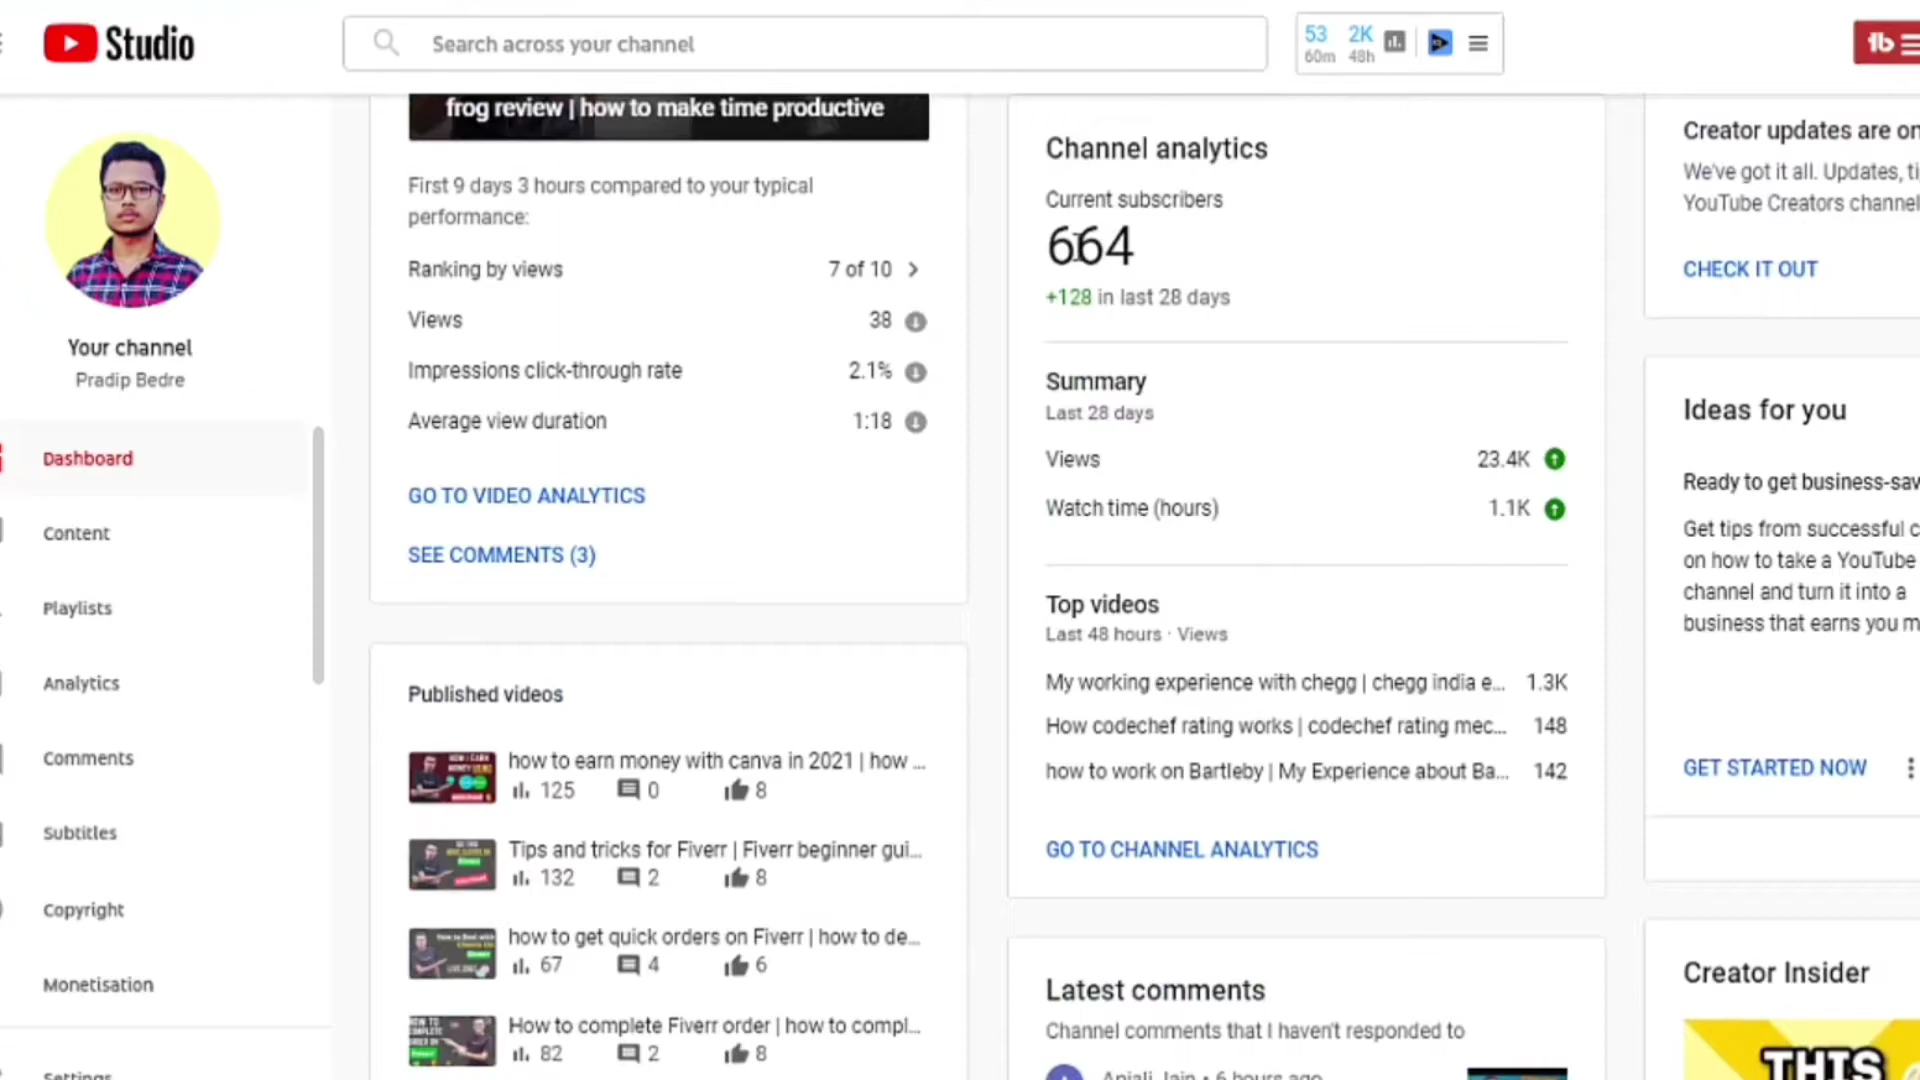 Studio
Search across your channel
53 2K
60m 48h
Your channel
Pradip Bedre
Dashboard
Content
Playlists
Analytics
Comments
Subtitles
Copyright
Monetisation
Settings
frog review | how to make time productive
First 9 days 3 hours compared to your typical
performance:
Ranking by views 7 of 10
Views 38
Impressions click-through rate 2.1%
Average view duration 1:18
GO TO VIDEO ANALYTICS
SEE COMMENTS (3)
Published videos
how to earn money with canva in 2021 | how ...
125 0 8
Tips and tricks for Fiverr | Fiverr beginner gui...
132 2 8
how to get quick orders on Fiverr | how to de...
67 4 6
How to complete Fiverr order | how to compl...
82 2 8
Channel analytics
Current subscribers
664
+128 in last 28 days
Summary
Last 28 days
Views 23.4K
Watch time (hours) 1.1K
Top videos
Last 48 hours · Views
My working experience with chegg | chegg india e... 1.3K
How codechef rating works | codechef rating mec... 148
how to work on Bartleby | My Experience about Ba... 142
GO TO CHANNEL ANALYTICS
Latest comments
Channel comments that I haven't responded to
Anjali Jain • 6 hours ago
Creator updates are on
We've got it all. Updates, ti
YouTube Creators channel
CHECK IT OUT
Ideas for you
Ready to get business-sav
Get tips from successful c
on how to take a YouTube
channel and turn it into a
business that earns you m
GET STARTED NOW
Creator Insider
THIS